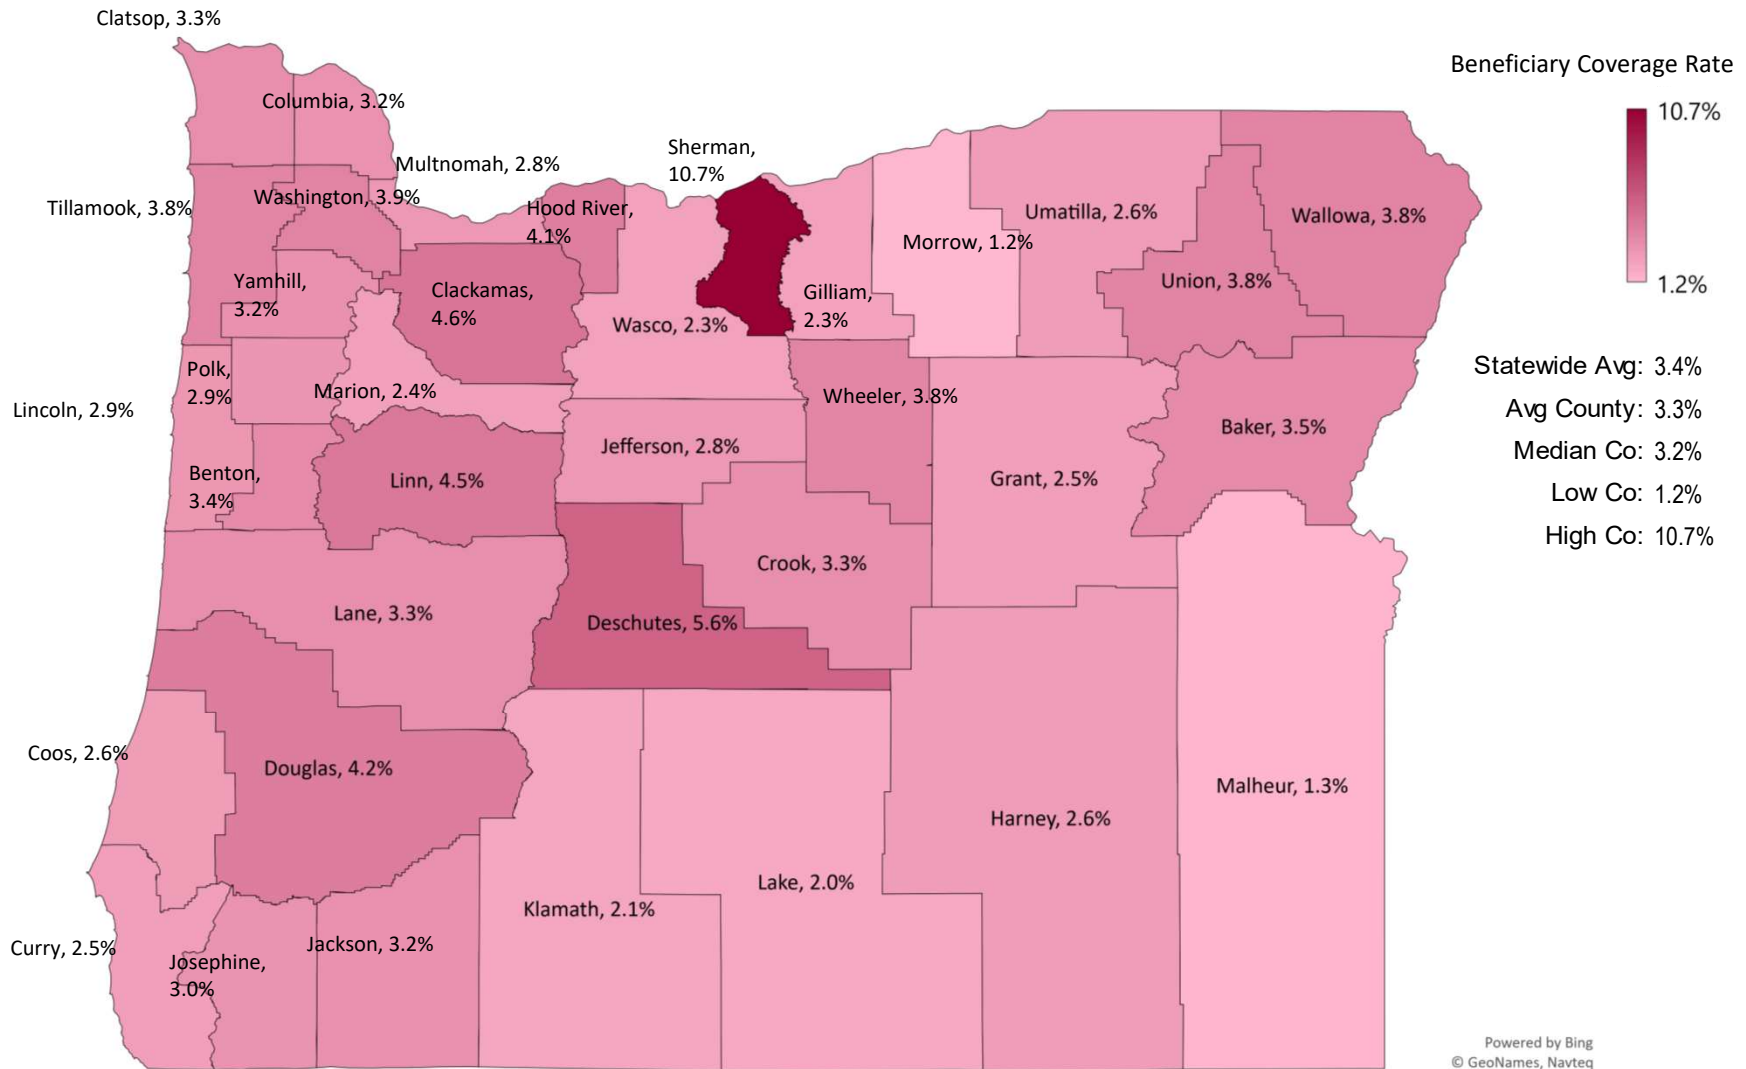 Clatsop, 3.3%
Beneficiary Coverage Rate
Columbia, 3.2%
10.7%
Sherman,
10.7%
Multnomah, 2.8%
Washington, 3.9%
Tillamook, 3.8%
Hood River,
4.1%
Umatilla, 2.6%
Wallowa, 3.8%
Morrow, 1.2%
Yamhill,
3.2%
Clackamas,
4.6%
Gilliam,
2.3%
Union, 3.8%
1.2%
Wasco, 2.3%
Polk,
2.9%
Marion, 2.4%
Wheeler, 3.8%
Statewide Avg: 3.4%
Lincoln, 2.9%
Avg County: 3.3%
Baker, 3.5%
Jefferson, 2.8%
Median Co: 3.2%
Benton,
3.4%
Linn, 4.5%
Grant, 2.5%
Low Co: 1.2%
High Co: 10.7%
Crook, 3.3%
Lane, 3.3%
Deschutes, 5.6%
Coos, 2.6%
Douglas, 4.2%
Malheur, 1.3%
Harney, 2.6%
Lake, 2.0%
Klamath, 2.1%
Curry, 2.5%
Jackson, 3.2%
Josephine,
3.0%
Powered by Bing
© GeoNames, Navteq